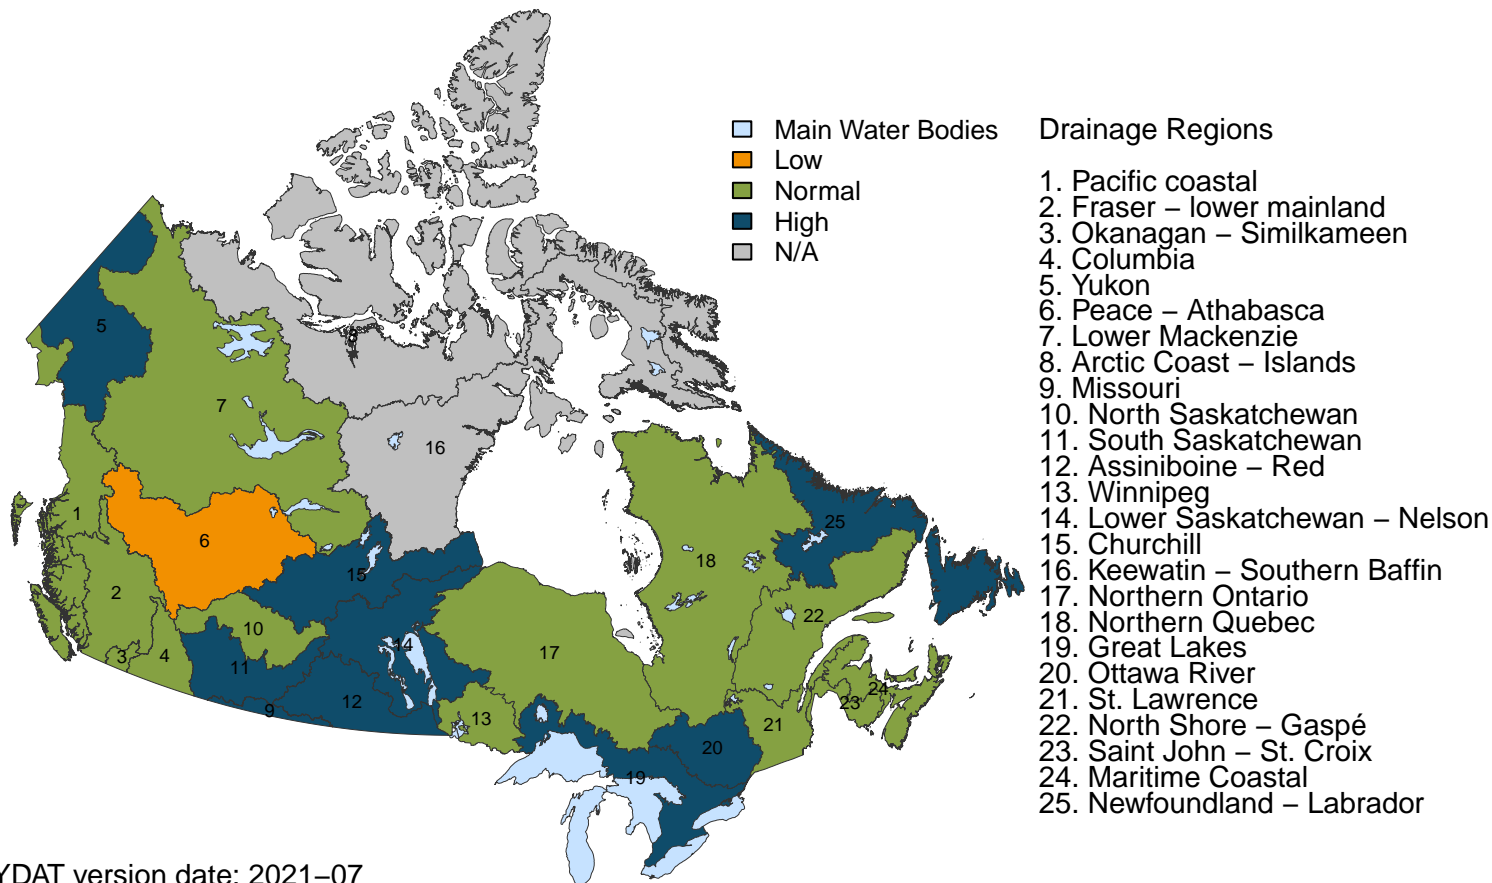 Main Water Bodies
Low
Normal
High
N/A
Drainage Regions
1. Pacific coastal
2. Fraser – lower mainland
3. Okanagan – Similkameen
4. Columbia
5. Yukon
6. Peace – Athabasca
7. Lower Mackenzie
8. Arctic Coast – Islands
9. Missouri
10. North Saskatchewan
11. South Saskatchewan
12. Assiniboine – Red
13. Winnipeg
14. Lower Saskatchewan – Nelson
15. Churchill
16. Keewatin – Southern Baffin
17. Northern Ontario
18. Northern Quebec
19. Great Lakes
20. Ottawa River
21. St. Lawrence
22. North Shore – Gaspé
23. Saint John – St. Croix
24. Maritime Coastal
25. Newfoundland – Labrador
5
8
7
16
1
6
25
18
15
2
22
10
14
3
4
17
11
24
23
12
9
13
21
20
19
YDAT version date: 2021–07